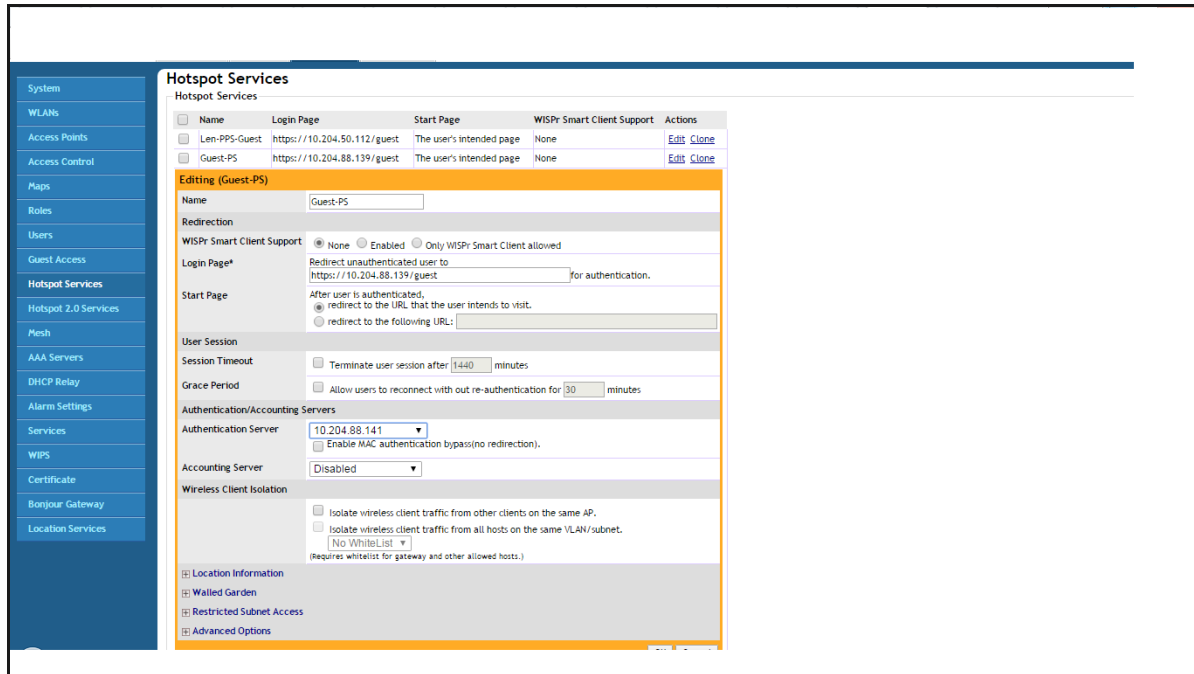 Hotspot Services
Hotspot Services
System
WLANs
Access Points
Access Control
Maps
Roles
Users
Guest Access
Hotspot Services
Hotspot 2.0 Services
Mesh
AAA Servers
DHCP Relay
Alarm Settings
Services
WIPS
Certificate
Bonjour Gateway
Location Services
Name Login Page Start Page WISPr Smart Client Support Actions
Len-PPS-Guest https://10.204.50.112/guest The user's intended page None Edit Clone
Guest-PS https://10.204.88.139/guest The user's intended page None Edit Clone
Editing (Guest-PS)
Name Guest-PS
Redirection
WISPr Smart Client Support None Enabled Only WISPr Smart Client allowed
Login Page* Redirect unauthenticated user to
https://10.204.88.139/guest for authentication.
Start Page After user is authenticated,
redirect to the URL that the user intends to visit.
redirect to the following URL:
User Session
Session Timeout Terminate user session after 1440 minutes
Grace Period Allow users to reconnect with out re-authentication for 30 minutes
Authentication/Accounting Servers
Authentication Server 10.204.88.141
Enable MAC authentication bypass(no redirection).
Accounting Server Disabled
Wireless Client Isolation
Isolate wireless client traffic from other clients on the same AP.
Isolate wireless client traffic from all hosts on the same VLAN/subnet.
No WhiteList
(Requires whitelist for gateway and other allowed hosts.)
Location Information
Walled Garden
Restricted Subnet Access
Advanced Options